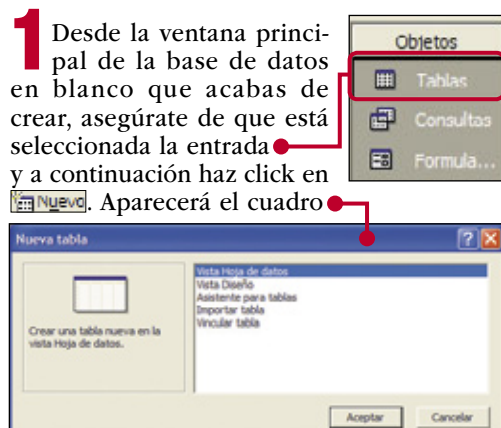 1 Desde la ventana princi-
pal de la base de datos
en blanco que acabas de
crear, asegúrate de que está
seleccionada la entrada
y a continuación haz click en
Nuevo. Aparecerá el cuadro
Objetos
Tablas
Consultas
Formula...
Nueva tabla
Crear una tabla nueva en la
vista Hoja de datos.
Vista Hoja de datos
Vista Diseño
Asistente para tablas
Importar tabla
Vincular tabla
Aceptar Cancelar